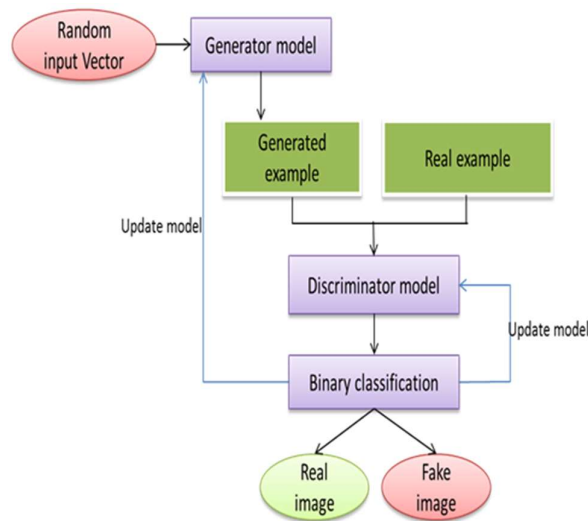 Random
input Vector
Generator model
Generated
example
Real example
Update model
Discriminator model
Update model
Binary classification
Real
image
Fake
image